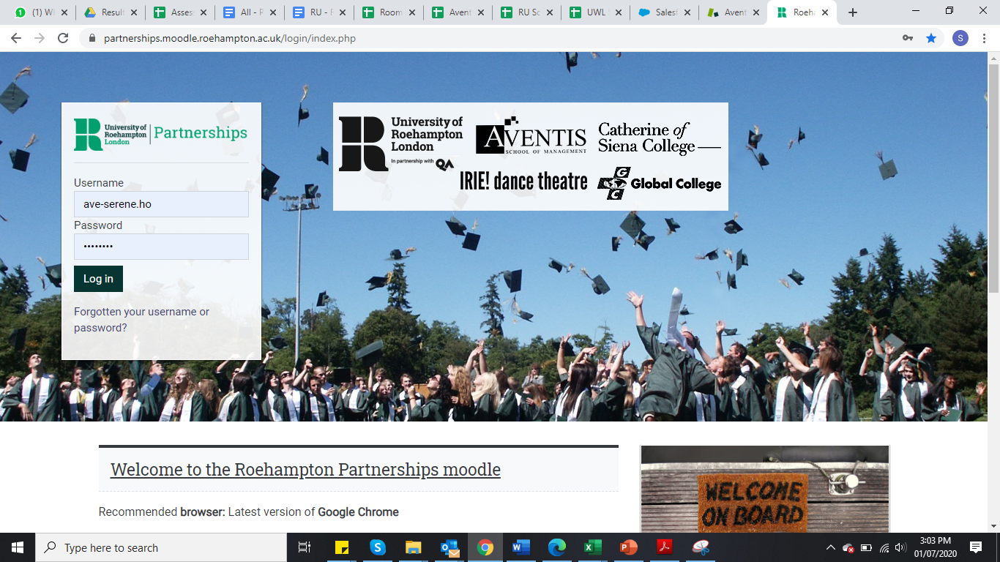 (1) W
Result
Asses
All - P
RU - F
Room
Avent
RU Sc
UWL
Salesf
Avent
Roeha
partnerships.moodle.roehampton.ac.uk/login/index.php
S
University of
Roehampton
London
Partnerships
Username
ave-serene.ho
Password
••••••••
Log in
Forgotten your username or
password?
University of
Roehampton
London
In partnership with QA
AVENTIS
SCHOOL OF MANAGEMENT
Catherine of
Siena College
IRIE! dance theatre
GC
Global College
Welcome to the Roehampton Partnerships moodle
Recommended browser: Latest version of Google Chrome
WELCOME
ON BOARD
Type here to search
3:03 PM
01/07/2020